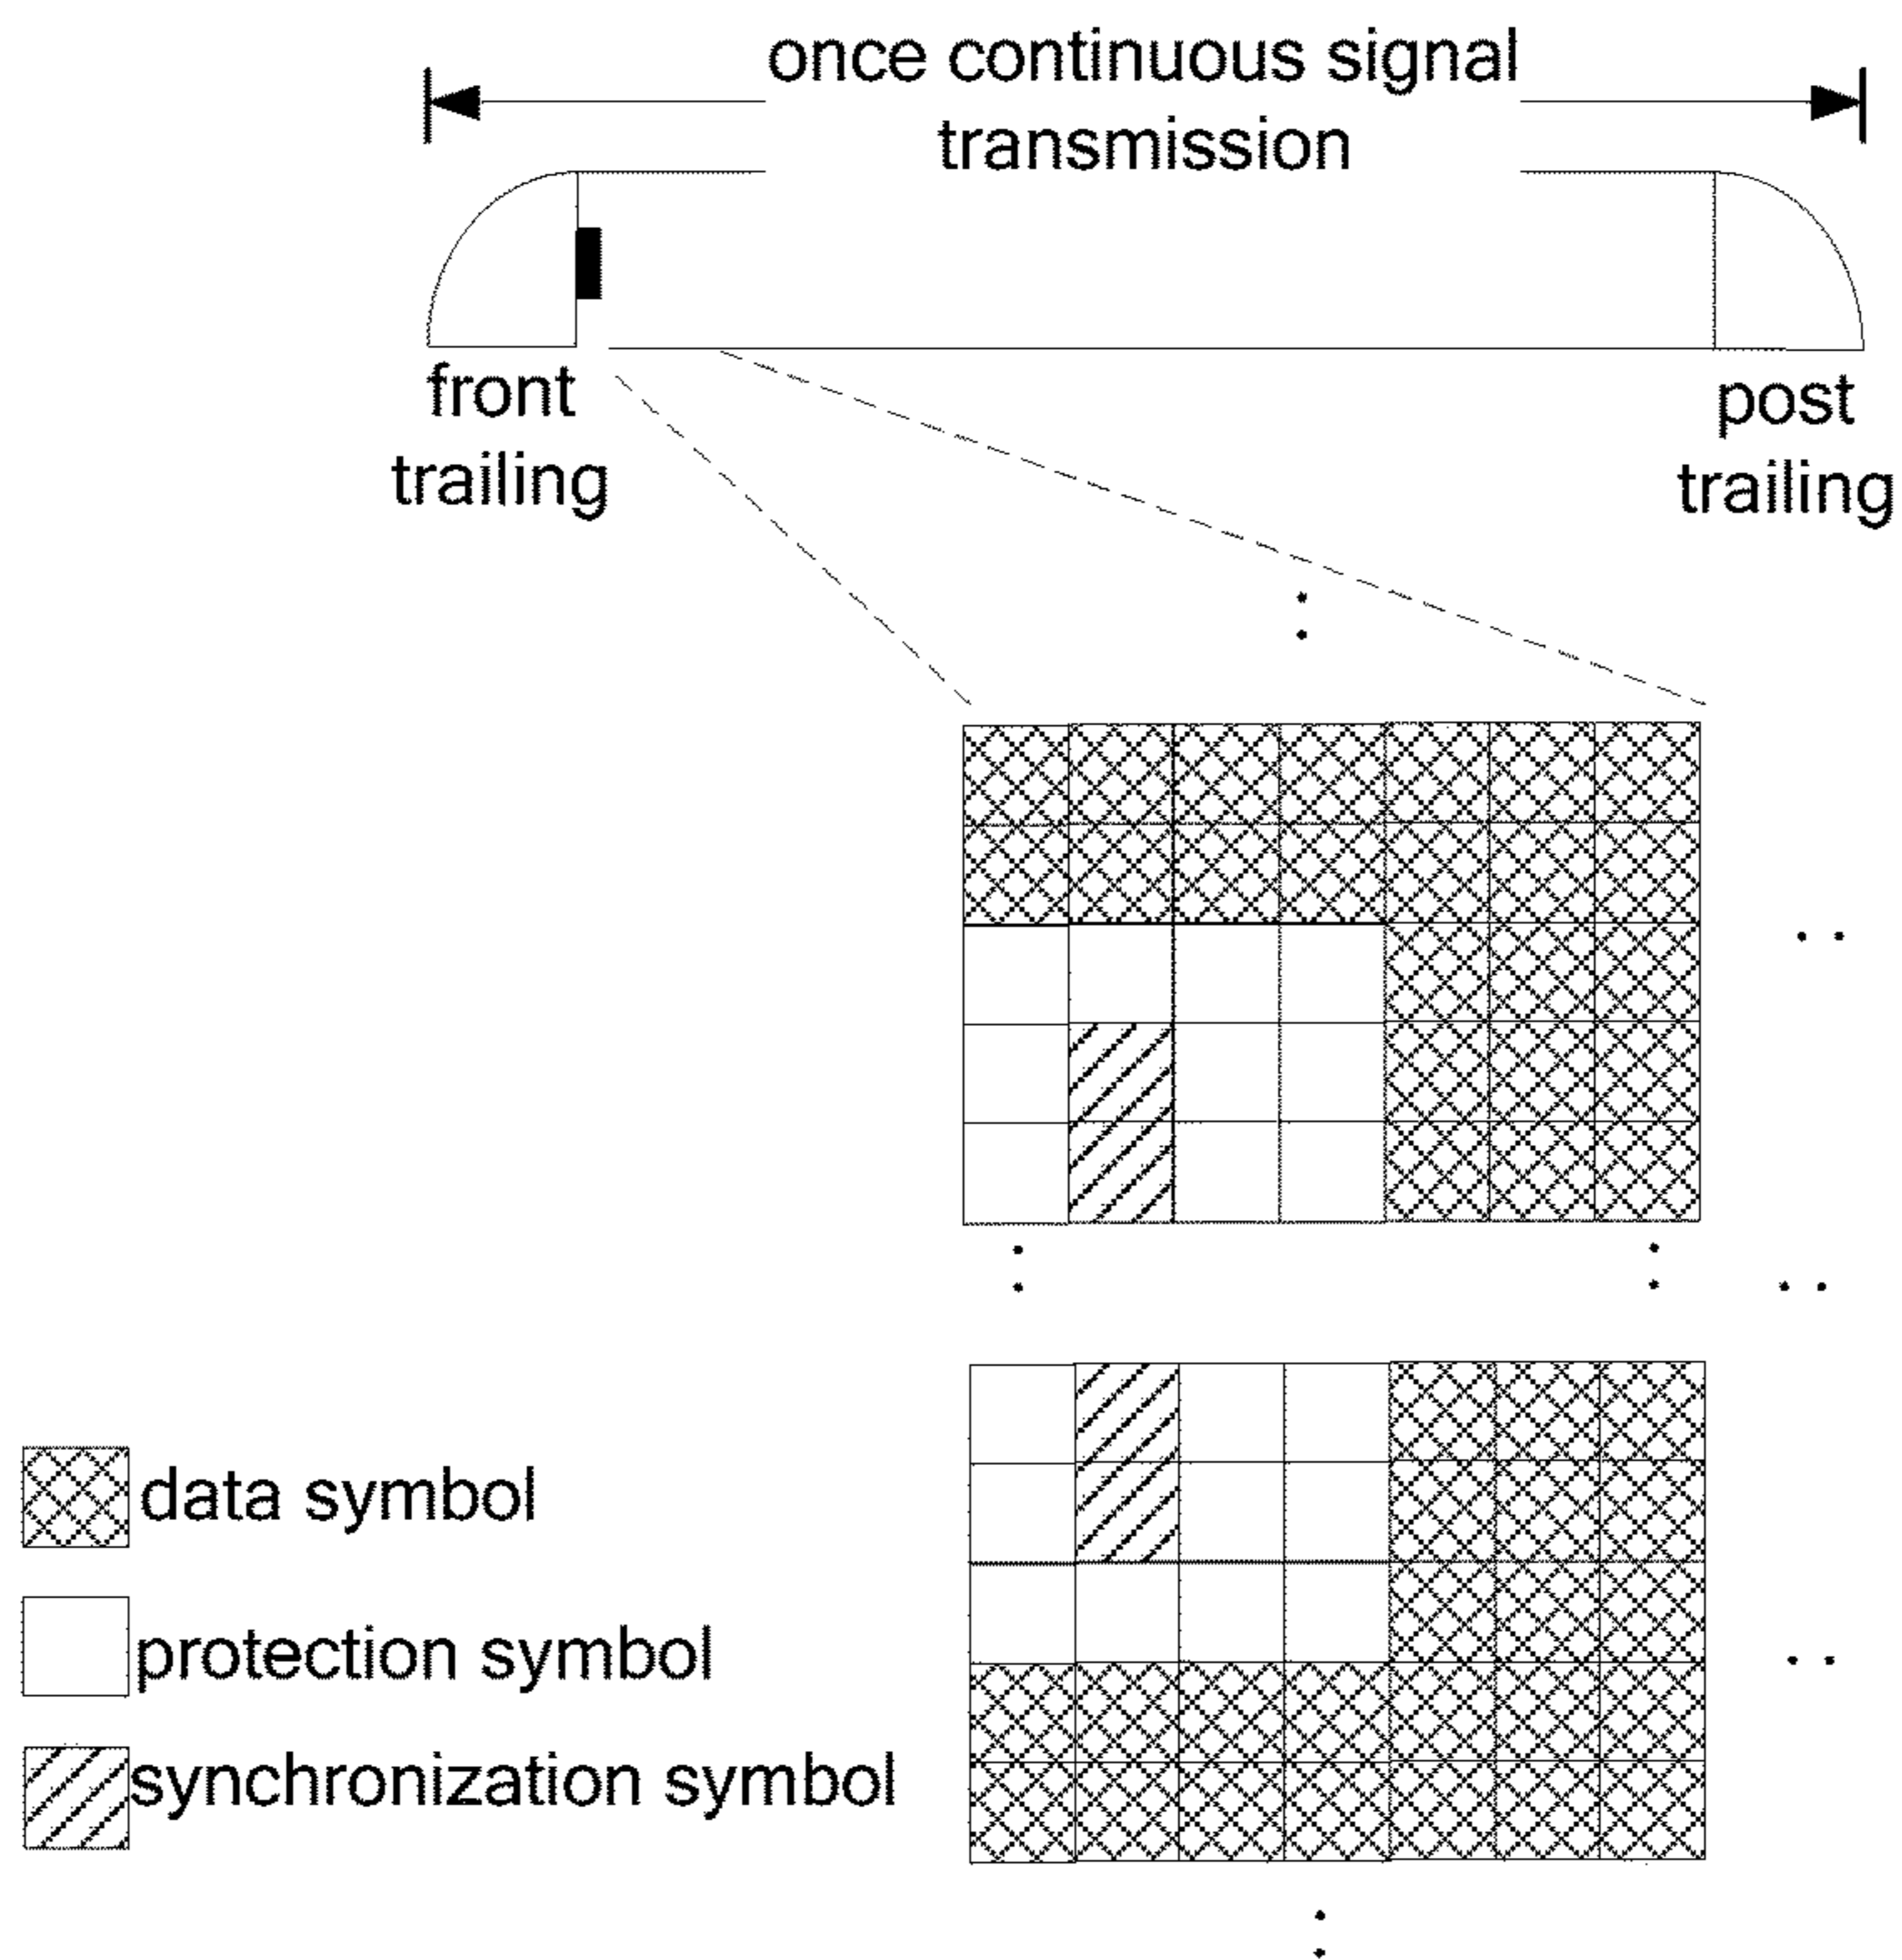 once continuous signal
transmission
front
trailing
post
trailing
data symbol
protection symbol
synchronization symbol